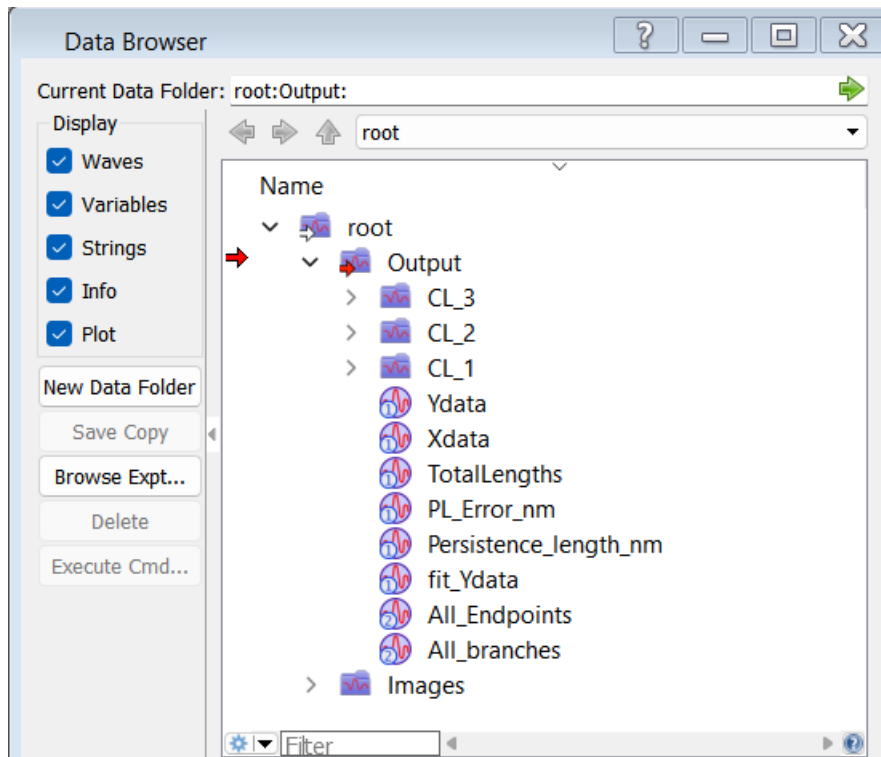 Data Browser
Current Data Folder: root:Output:
Display
Waves
Variables
Strings
Info
Plot
New Data Folder
Save Copy
Browse Expt...
Delete
Execute Cmd...
root
Name
root
Output
CL_3
CL_2
CL_1
Ydata
Xdata
TotalLengths
PL_Error_nm
Persistence_length_nm
fit_Ydata
All_Endpoints
All_branches
Images
Filter